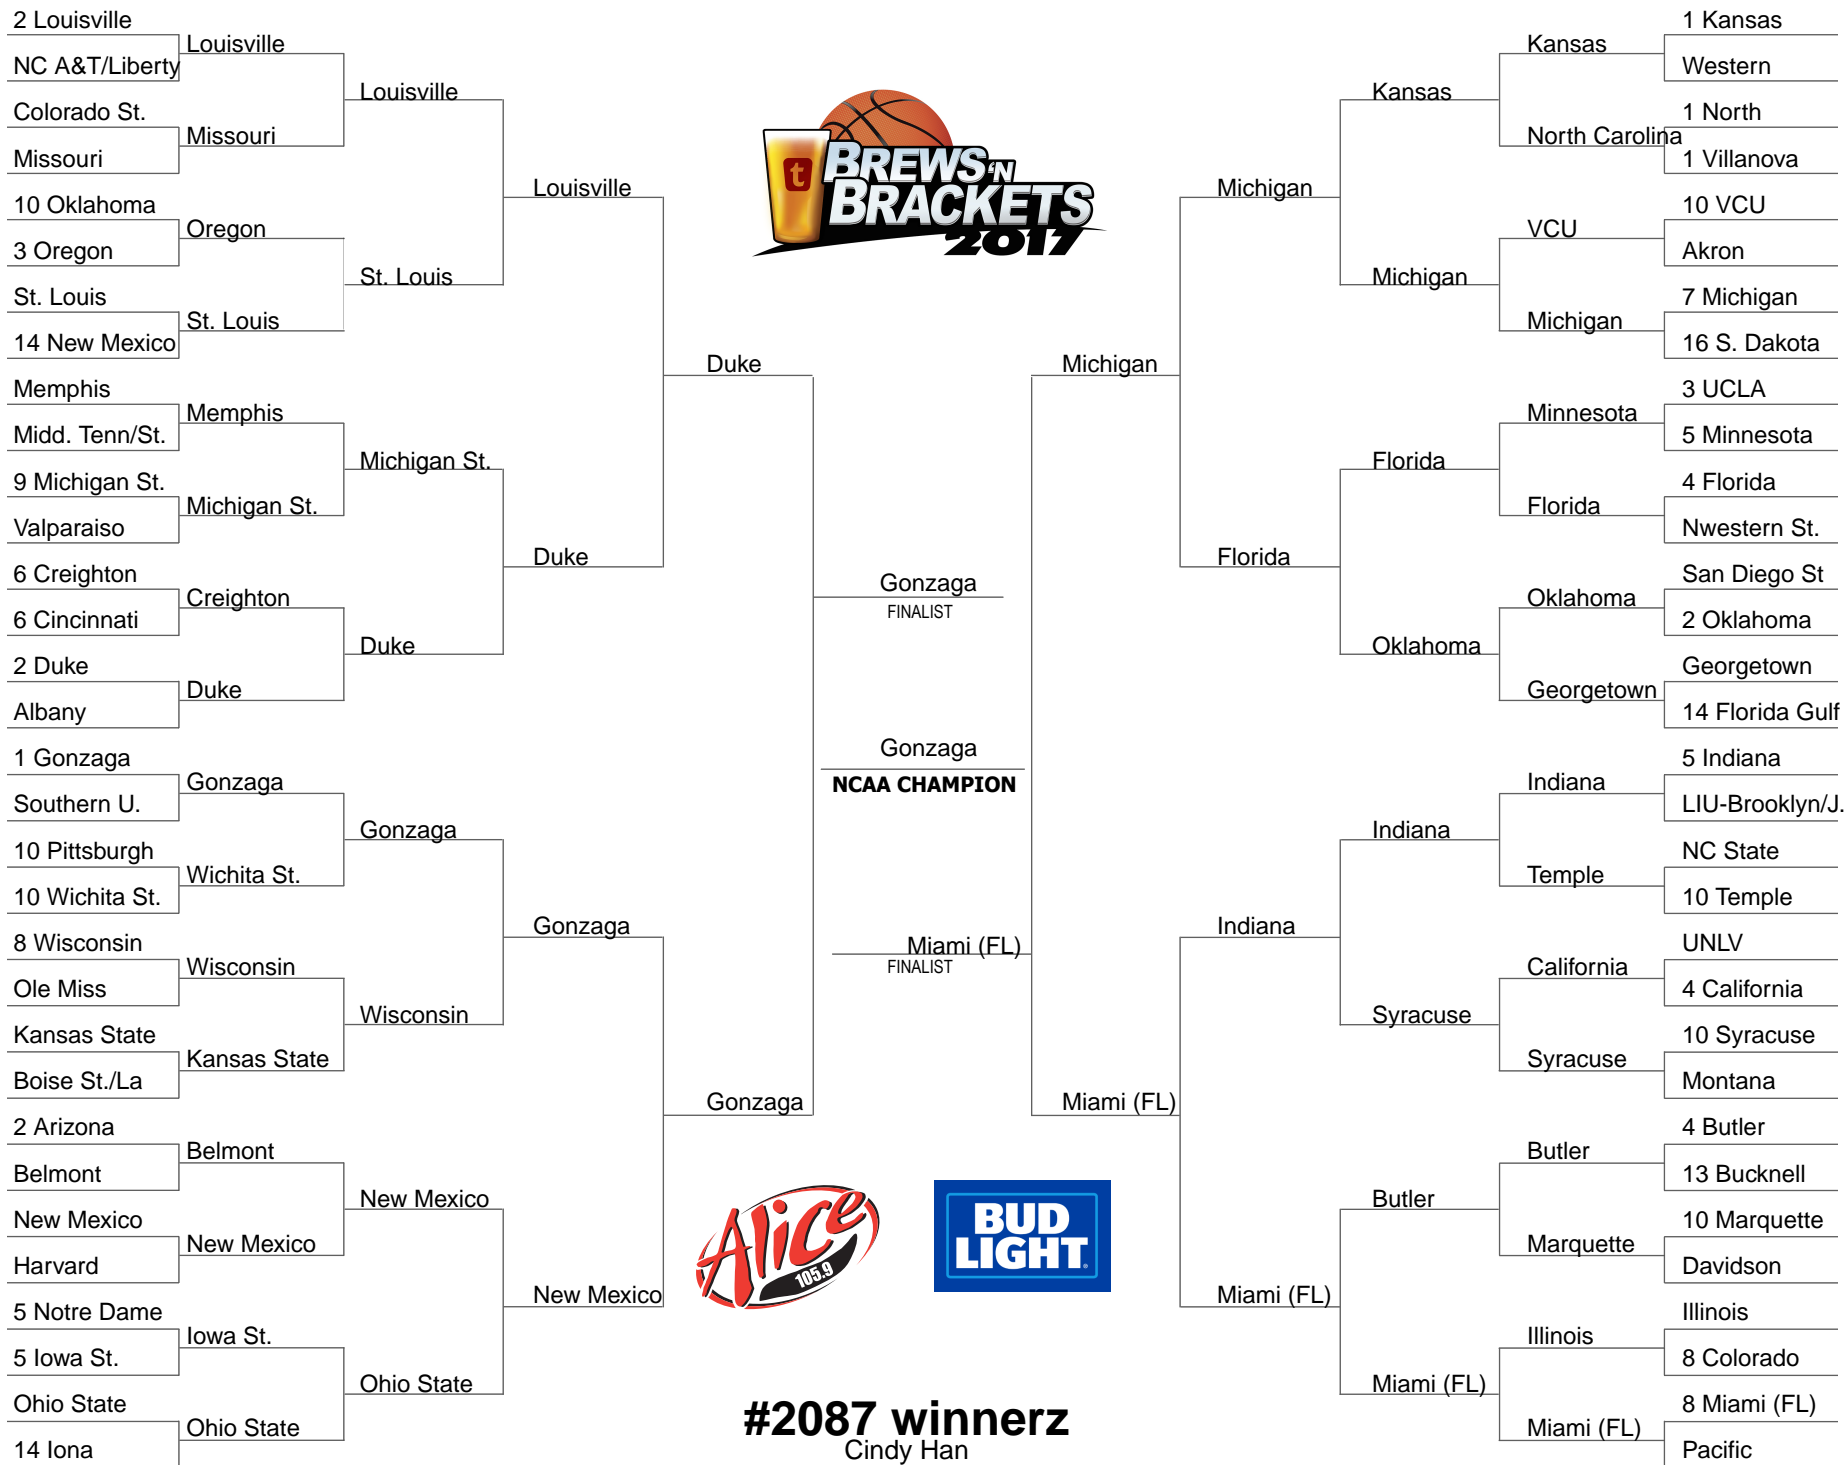 2 Louisville
NC A&T/Liberty
Colorado St.
Missouri
10 Oklahoma
3 Oregon
St. Louis
14 New Mexico
Memphis
Midd. Tenn/St.
9 Michigan St.
Valparaiso
6 Creighton
6 Cincinnati
2 Duke
Albany
1 Gonzaga
Southern U.
10 Pittsburgh
10 Wichita St.
8 Wisconsin
Ole Miss
Kansas State
Boise St./La
2 Arizona
Belmont
New Mexico
Harvard
5 Notre Dame
5 Iowa St.
Ohio State
14 Iona
Louisville
Missouri
Oregon
St. Louis
Memphis
Michigan St.
Creighton
Duke
Gonzaga
Wichita St.
Wisconsin
Kansas State
Belmont
New Mexico
Iowa St.
Ohio State
Louisville
St. Louis
Michigan St.
Duke
Gonzaga
Wisconsin
New Mexico
Ohio State
Louisville
Duke
Gonzaga
New Mexico
Duke
Gonzaga
t
BREWS 'N
BRACKETS
2017
Gonzaga
FINALIST
Gonzaga
NCAA CHAMPION
Miami (FL)
FINALIST
Alice
105.9
BUD
LIGHT
#2087 winnerz
Cindy Han
Michigan
Miami (FL)
Michigan
Florida
Indiana
Miami (FL)
Kansas
Michigan
Florida
Oklahoma
Indiana
Syracuse
Butler
Miami (FL)
Kansas
North Carolina
VCU
Michigan
Minnesota
Florida
Oklahoma
Georgetown
Indiana
Temple
California
Syracuse
Butler
Marquette
Illinois
Miami (FL)
1 Kansas
Western
1 North
1 Villanova
10 VCU
Akron
7 Michigan
16 S. Dakota
3 UCLA
5 Minnesota
4 Florida
Nwestern St.
San Diego St
2 Oklahoma
Georgetown
14 Florida Gulf
5 Indiana
LIU-Brooklyn/J.
NC State
10 Temple
UNLV
4 California
10 Syracuse
Montana
4 Butler
13 Bucknell
10 Marquette
Davidson
Illinois
8 Colorado
8 Miami (FL)
Pacific